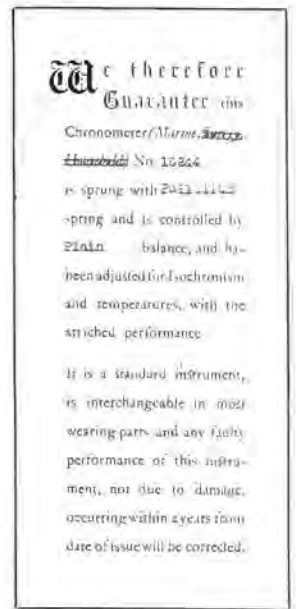 We therefore
Guarantee this
Chronometer (Marine, Survey,
Household) No. 16244
is sprung with
spring and is controlled by
Plain balance, and has
been adjusted for Isochronism
and temperatures, with the
attached performance
It is a standard instrument,
is interchangeable in most
wearing parts and any faulty
performance of this instru-
ment, not due to damage,
occurring within 2 years from
date of issue will be corrected.